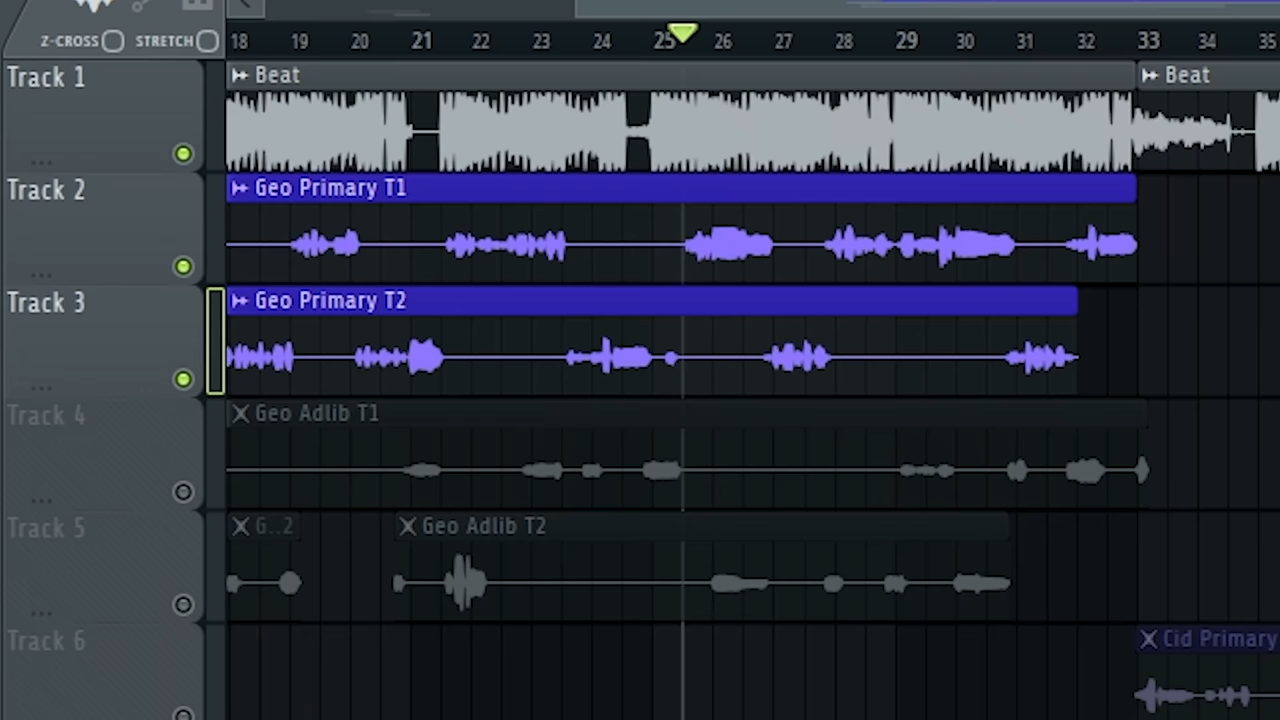 Z-CROSS STRETCH 18 19 20 21 22 23 24 25 26 27 28 29 30 31 32 33 34 35
Track 1 Beat Beat
...
Track 2 Geo Primary T1
...
Track 3 Geo Primary T2
...
Track 4 Geo Adlib T1
...
Track 5 G..2 Geo Adlib T2
...
Track 6 Cid Primary